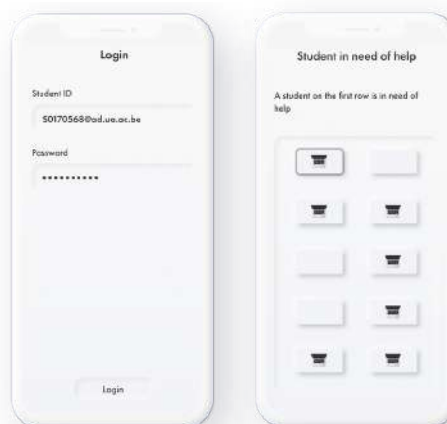 Login
Student ID
S0170568@ad.ua.ac.be
Password
••••••••••
Login
Student in need of help
A student on the first row is in need of
help